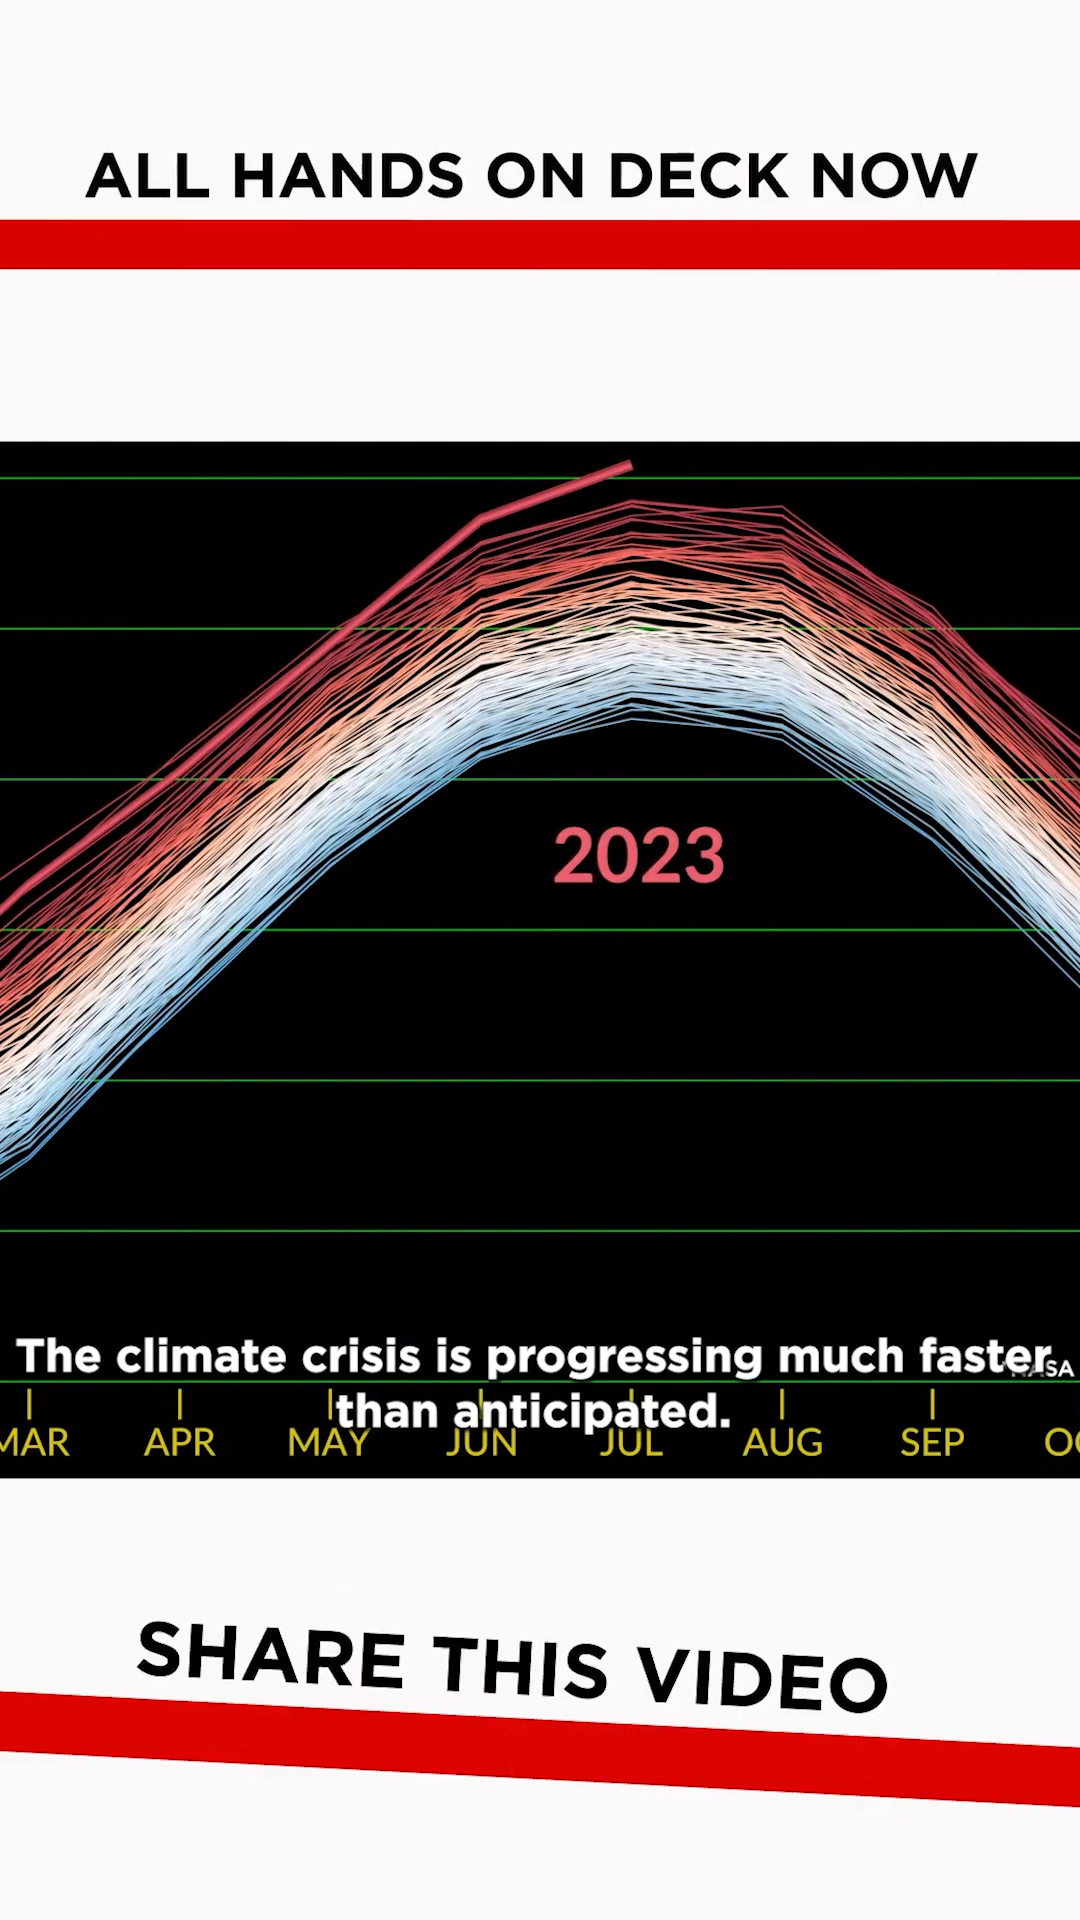 ALL HANDS ON DECK NOW
2023
The climate crisis is progressing much faster
NASA
than anticipated.
MAR APR MAY JUN JUL AUG SEP
SHARE THIS VIDEO